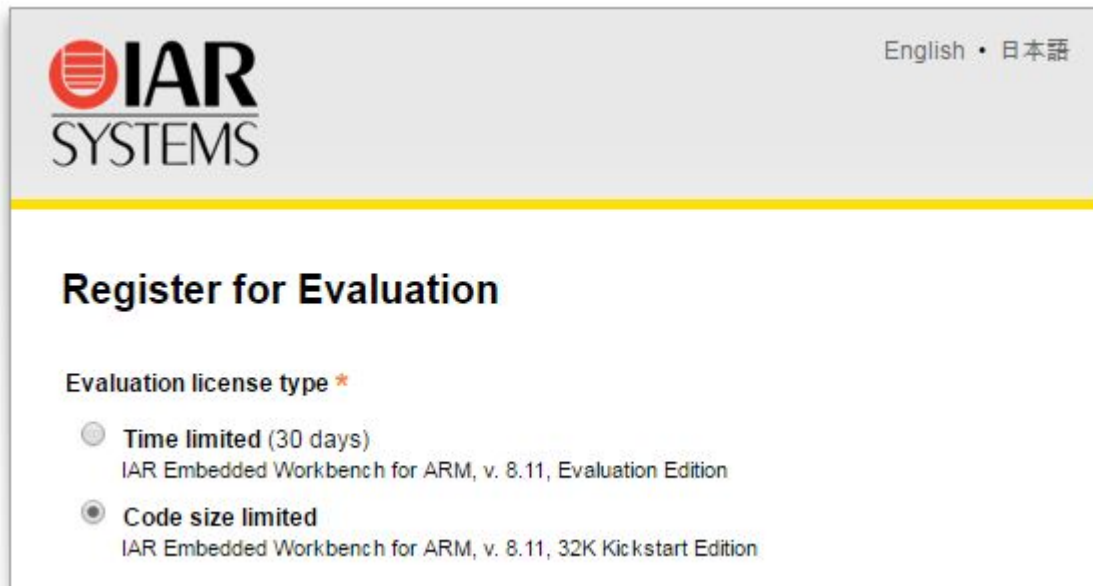 IAR
SYSTEMS
English • 日本語
Register for Evaluation
Evaluation license type *
Time limited (30 days)
IAR Embedded Workbench for ARM, v. 8.11, Evaluation Edition
Code size limited
IAR Embedded Workbench for ARM, v. 8.11, 32K Kickstart Edition